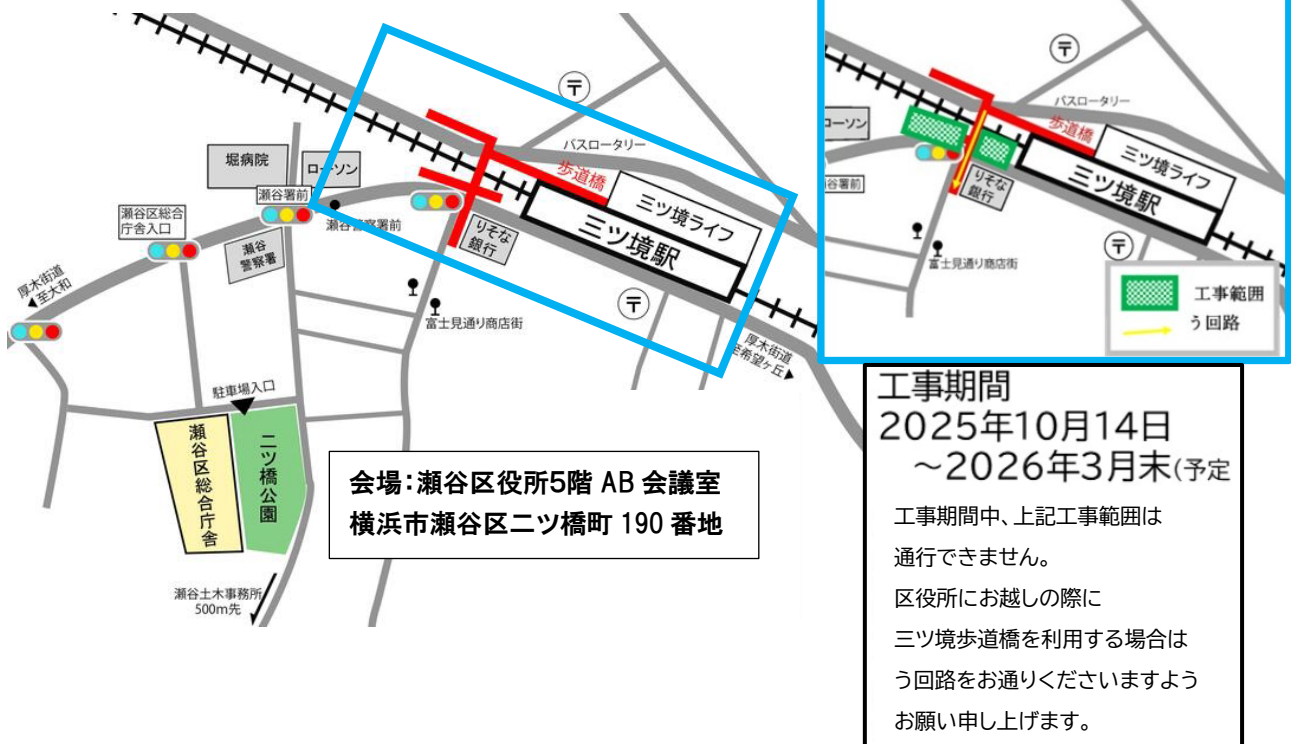 〒
バスロータリー
歩道橋
三ツ境ライフ
三ツ境駅
堀病院
ローソン
瀬谷署前
瀬谷警察署前
瀬谷区総合
庁舎入口
瀬谷
警察署
りそな
銀行
〒
富士見通り商店街
厚木街道
至大和
厚木街道
至希望ヶ丘
駐車場入口
瀬谷区総合庁舎
二ツ橋公園
瀬谷土木事務所
500m先
会場：瀬谷区役所5階 AB 会議室
横浜市瀬谷区二ツ橋町 190 番地
〒
バスロータリー
歩道橋
三ツ境ライフ
三ツ境駅
ローソン
谷署前
りそな
銀行
〒
富士見通り商店街
工事範囲
う回路
工事期間
2025年10月14日
～2026年3月末(予定
工事期間中、上記工事範囲は
通行できません。
区役所にお越しの際に
三ツ境歩道橋を利用する場合は
う回路をお通りくださいますよう
お願い申し上げます。